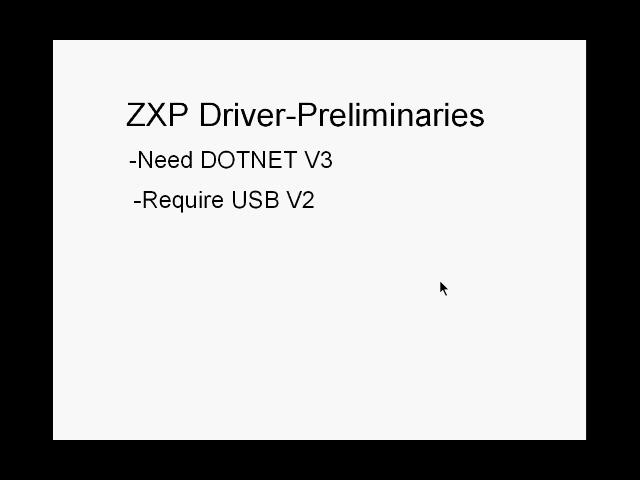 ZXP Driver-Preliminaries
-Need DOTNET V3
-Require USB V2